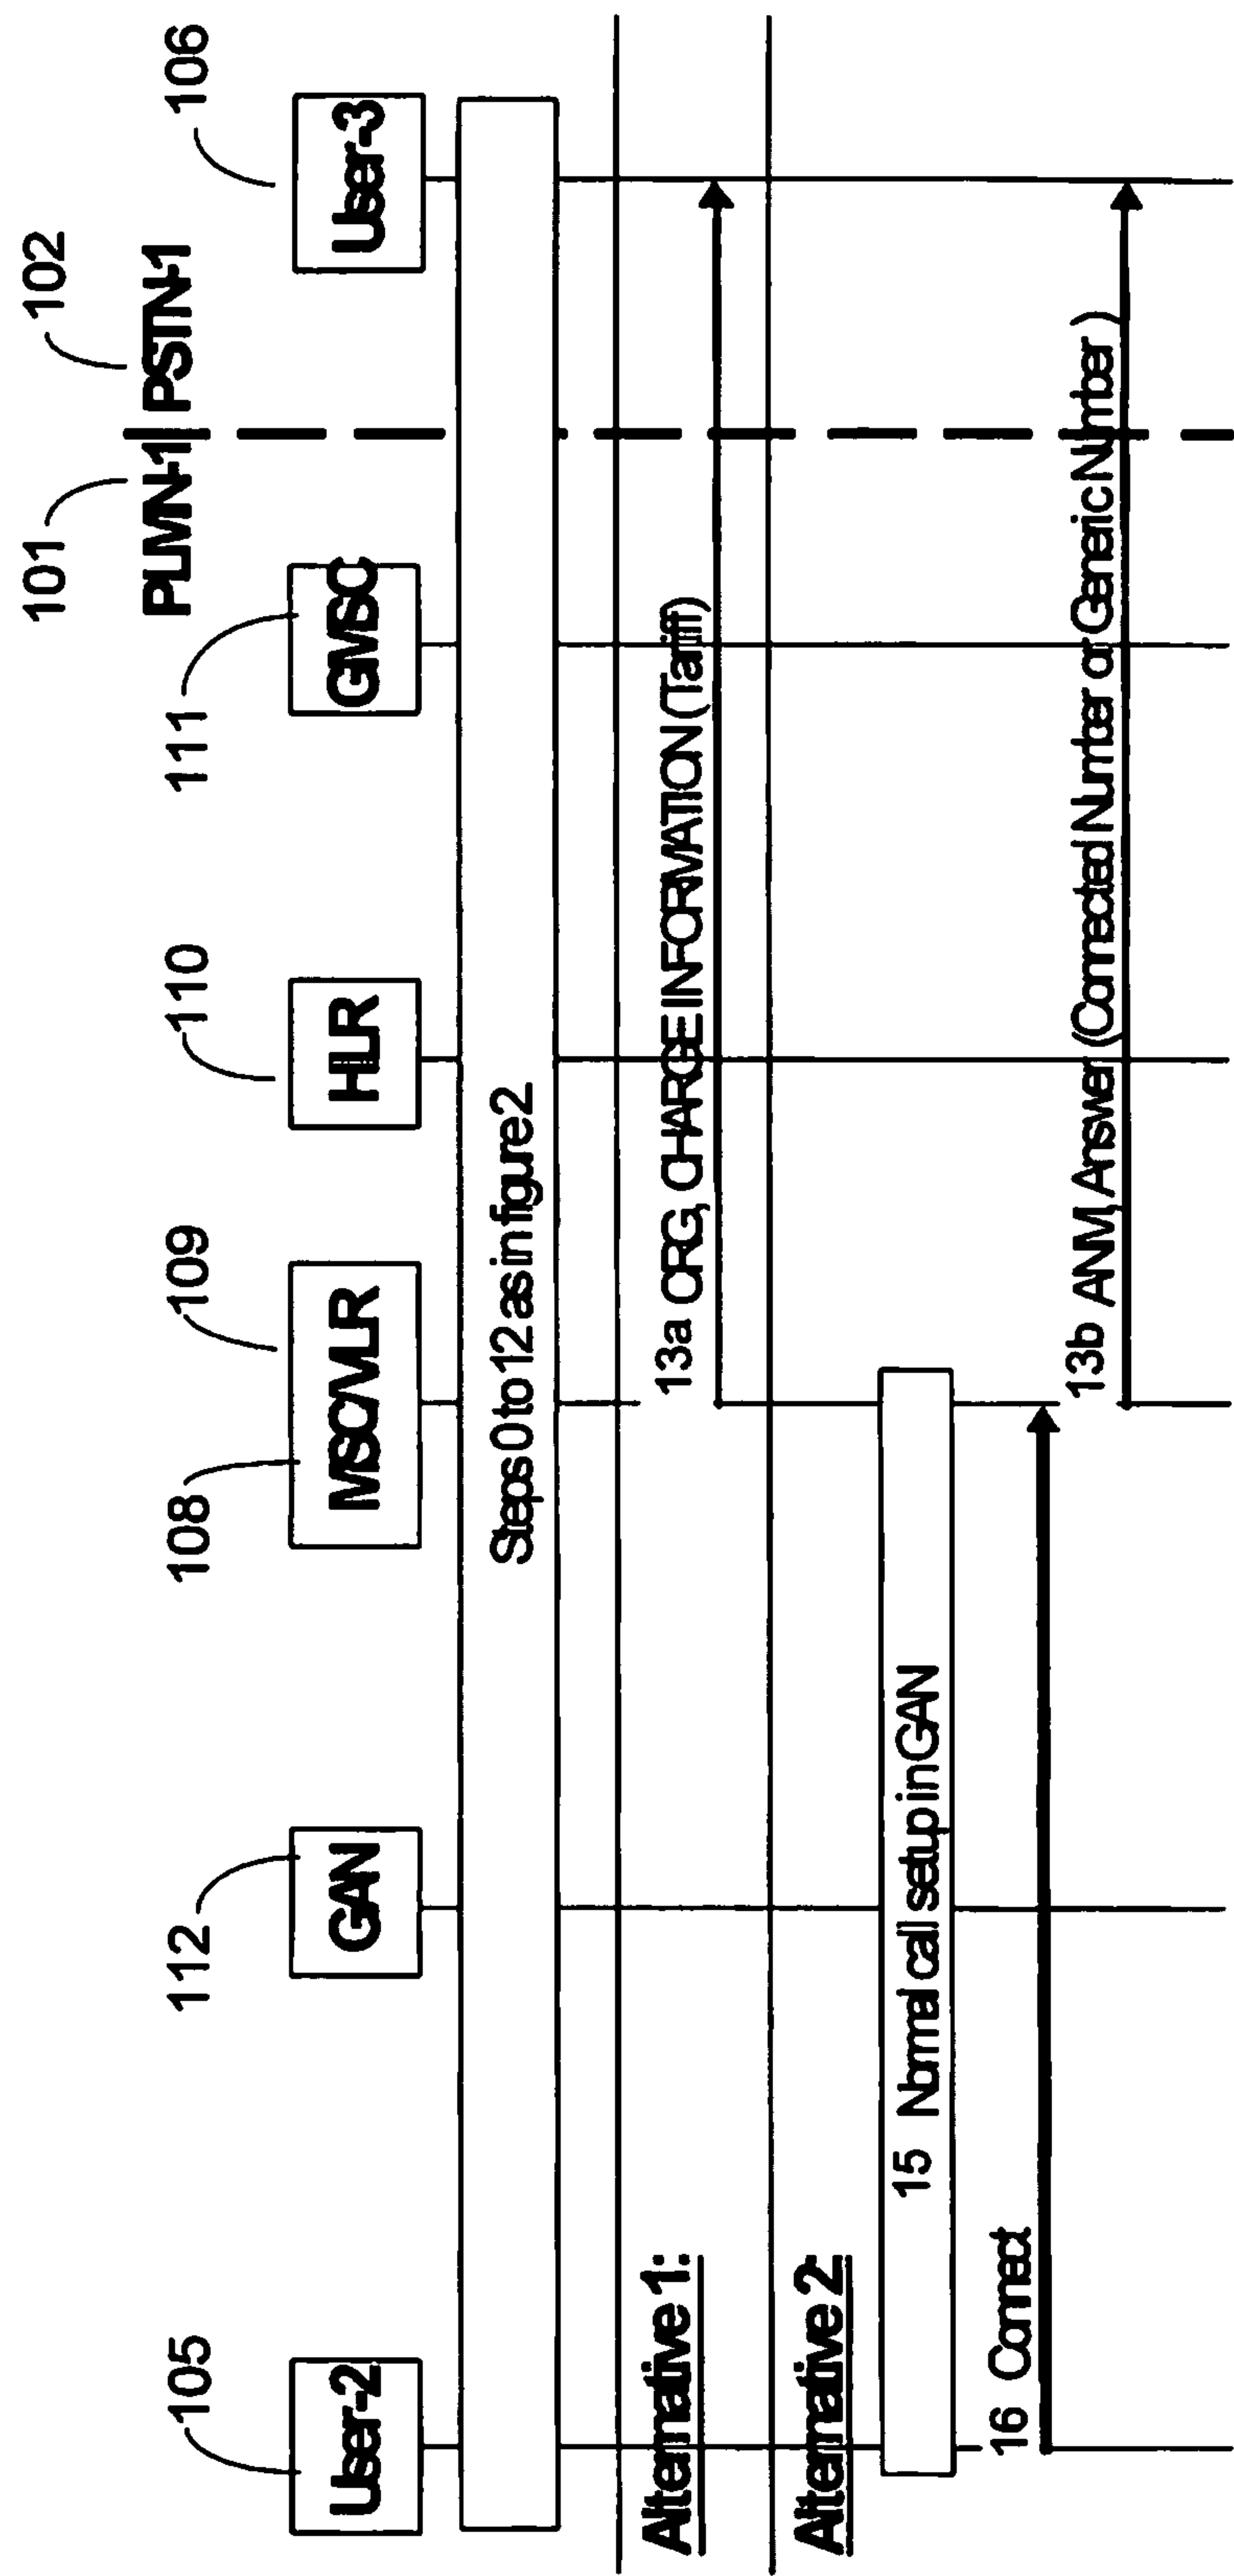 101
102
PLMN-1
PSTN-1
105
112
108
109
110
111
106
User-2
GAN
MSC/VLR
HLR
GMSC
User-3
Steps 0 to 12 as in figure 2
Alternative 1:
13a CRG, CHARGE INFORMATION (Tariff)
Alternative 2:
15 Normal call setup in GAN
16 Connect
13b ANM, Answer (Connected Number or Generic Number)